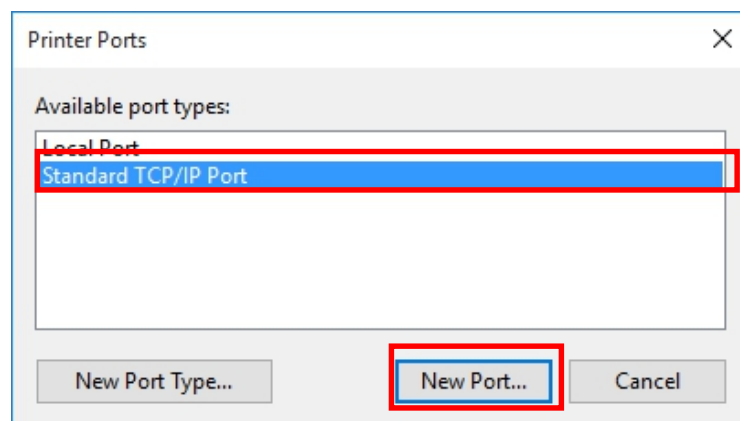 Printer Ports
Available port types:
Local Port
Standard TCP/IP Port
New Port Type... New Port... Cancel